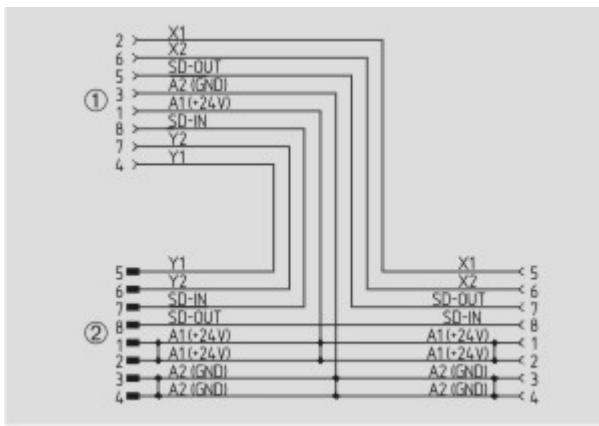 2 X1
6 X2
5 SD-OUT
3 A2 (GND)
1 A1(+24V)
8 SD-IN
7 Y2
4 Y1
①
5 Y1 X1 5
6 Y2 X2 6
7 SD-IN SD-OUT 7
8 SD-OUT SD-IN 8
②
1 A1(+24V) A1(+24V) 1
2 A1(+24V) A1(+24V) 2
3 A2 (GND) A2 (GND) 3
4 A2 (GND) A2 (GND) 4